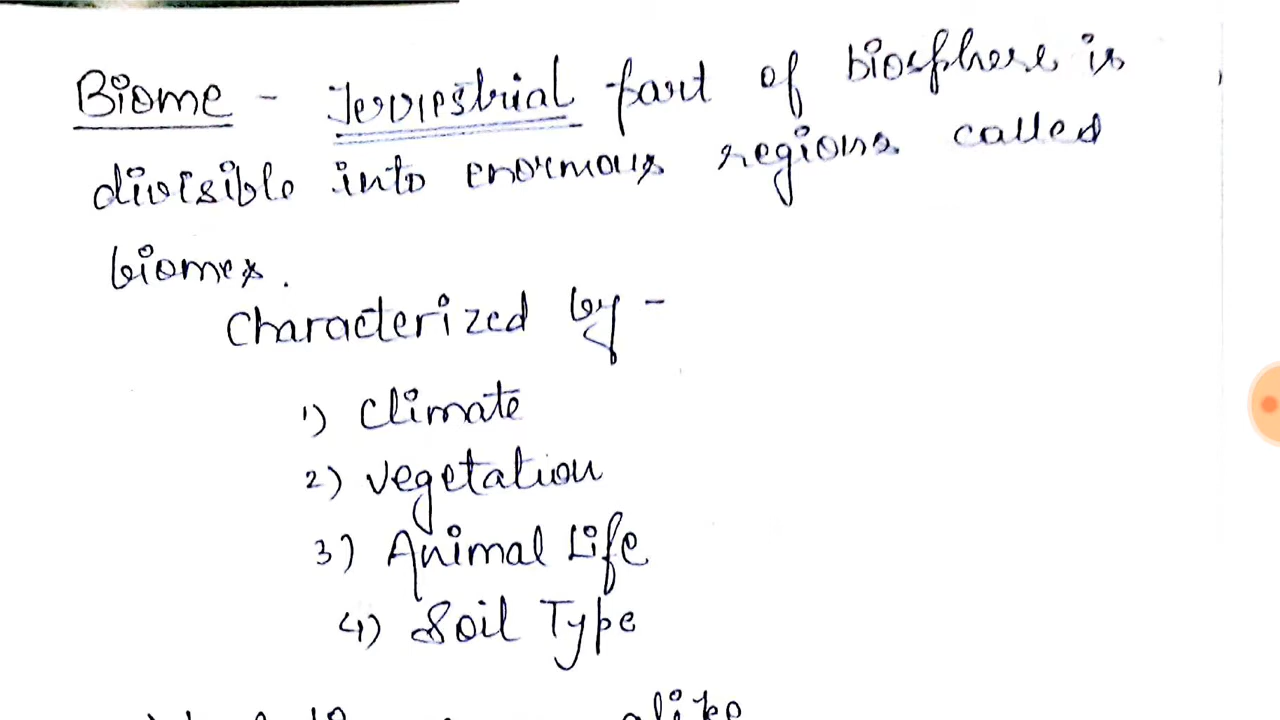 Biome - Terrestrial part of biosphere is
divisible into enormous regions called
biomes.
Characterized by -
1) Climate
2) Vegetation
3) Animal Life
4) Soil Type
alike